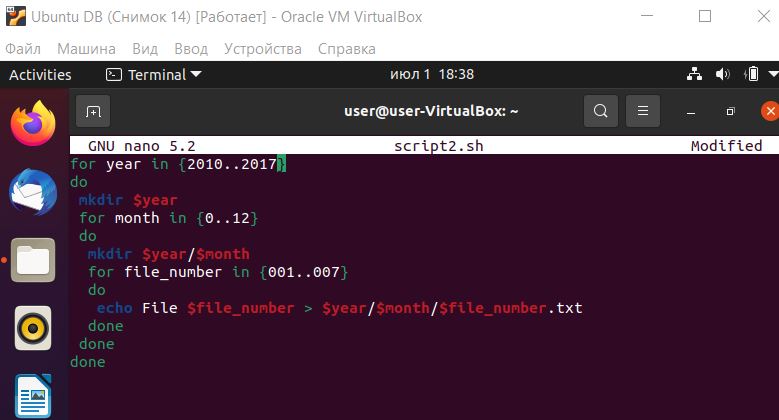 Ubuntu DB (Снимок 14) [Работает] - Oracle VM VirtualBox
Файл Машина Вид Ввод Устройства Справка
Activities Terminal июл 1 18:38
user@user-VirtualBox: ~
GNU nano 5.2 script2.sh Modified
for year in {2010..2017}
do
 mkdir $year
 for month in {0..12}
 do
  mkdir $year/$month
  for file_number in {001..007}
  do
   echo File $file_number > $year/$month/$file_number.txt
  done
 done
done